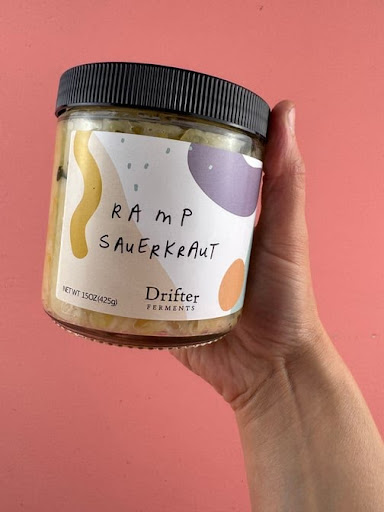 RAMP
SAUERKRAUT
NET WT 15OZ(425g)
Drifter
FERMENTS